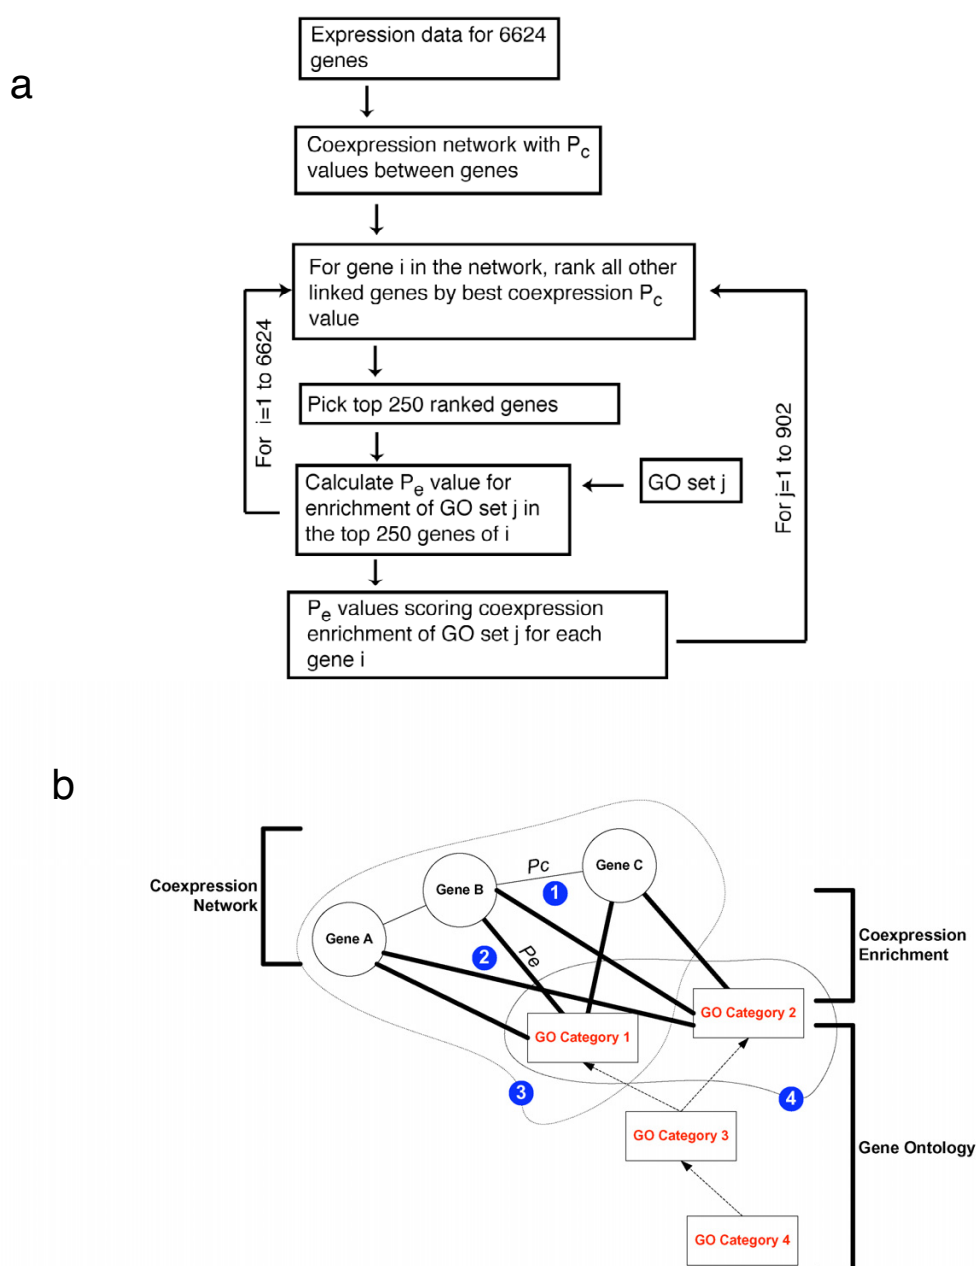 a
Expression data for 6624
genes
Coexpression network with Pc
values between genes
For gene i in the network, rank all other
linked genes by best coexpression Pc
value
For i=1 to 6624
Pick top 250 ranked genes
Calculate Pe value for
enrichment of GO set j in
the top 250 genes of i
GO set j
For j=1 to 902
Pe values scoring coexpression
enrichment of GO set j for each
gene i
b
Coexpression
Network
Gene A
Gene B
Pc
1
Gene C
2
Pe
Coexpression
Enrichment
GO Category 1
GO Category 2
3
4
GO Category 3
Gene Ontology
GO Category 4